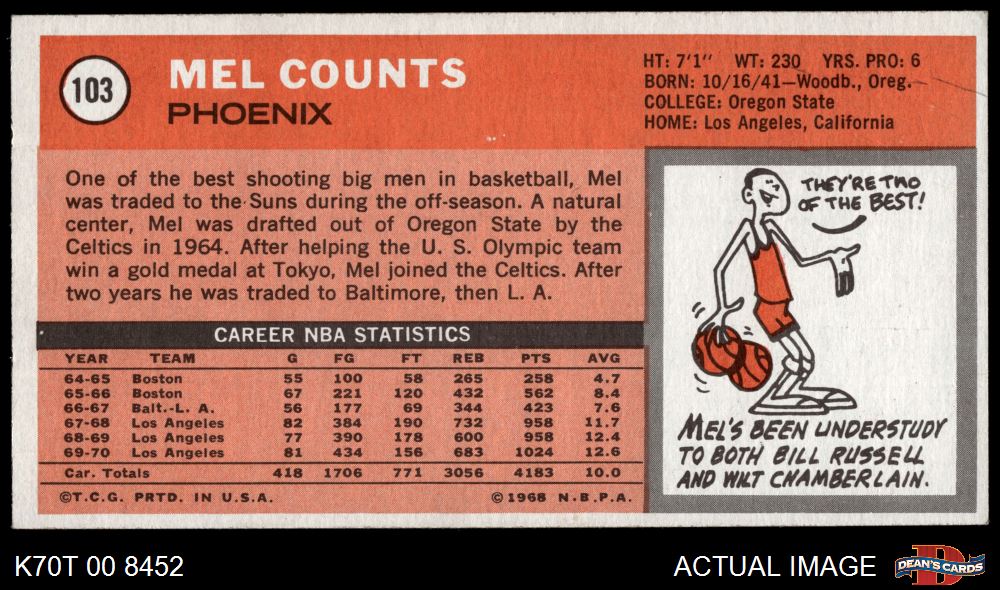 103
MEL COUNTS
PHOENIX
HT: 7'1" WT: 230 YRS. PRO: 6
BORN: 10/16/41—Woodb., Oreg.
COLLEGE: Oregon State
HOME: Los Angeles, California
One of the best shooting big men in basketball, Mel
was traded to the Suns during the off-season. A natural
center, Mel was drafted out of Oregon State by the
Celtics in 1964. After helping the U. S. Olympic team
win a gold medal at Tokyo, Mel joined the Celtics. After
two years he was traded to Baltimore, then L. A.
CAREER NBA STATISTICS
YEAR TEAM G FG FT REB PTS AVG
64-65 Boston 55 100 58 265 258 4.7
65-66 Boston 67 221 120 432 562 8.4
66-67 Balt.-L. A. 56 177 69 344 423 7.6
67-68 Los Angeles 82 384 190 732 958 11.7
68-69 Los Angeles 77 390 178 600 958 12.4
69-70 Los Angeles 81 434 156 683 1024 12.6
Car. Totals 418 1706 771 3056 4183 10.0
©T.C.G. PRTD. IN U.S.A. ©1968 N.B.P.A.
THEY'RE TWO
OF THE BEST!
MEL'S BEEN UNDERSTUDY
TO BOTH BILL RUSSELL
AND WILT CHAMBERLAIN.
K70T 00 8452
ACTUAL IMAGE
D
DEAN'S CARDS